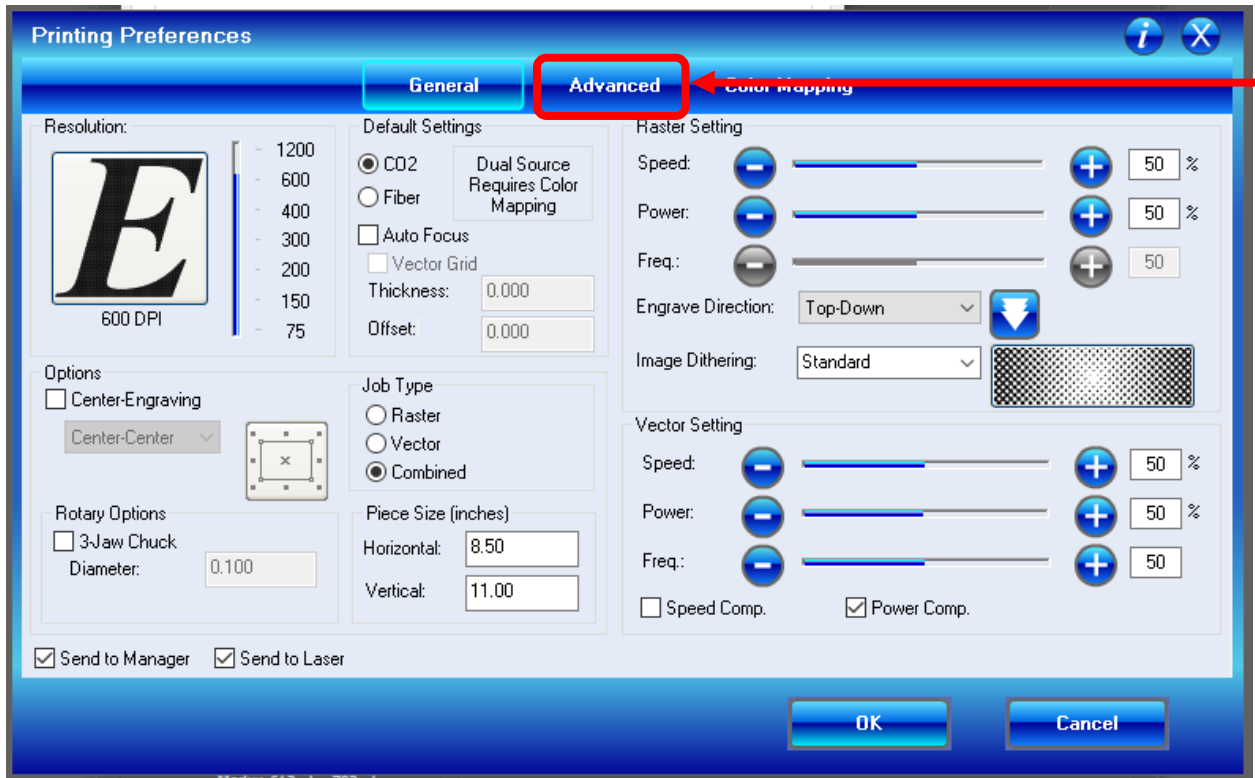 Printing Preferences
i X
General Advanced Color Mapping
Resolution:
E
600 DPI
1200
600
400
300
200
150
75
Default Settings
CO2
Fiber
Dual Source
Requires Color
Mapping
Auto Focus
Vector Grid
Thickness: 0.000
Offset: 0.000
Raster Setting
Speed: 50 %
Power: 50 %
Freq.: 50
Engrave Direction: Top-Down
Image Dithering: Standard
Options
Center-Engraving
Center-Center
Job Type
Raster
Vector
Combined
Vector Setting
Speed: 50 %
Power: 50 %
Freq.: 50
Speed Comp. Power Comp.
Rotary Options
3-Jaw Chuck
Diameter: 0.100
Piece Size (inches)
Horizontal: 8.50
Vertical: 11.00
Send to Manager Send to Laser
OK Cancel